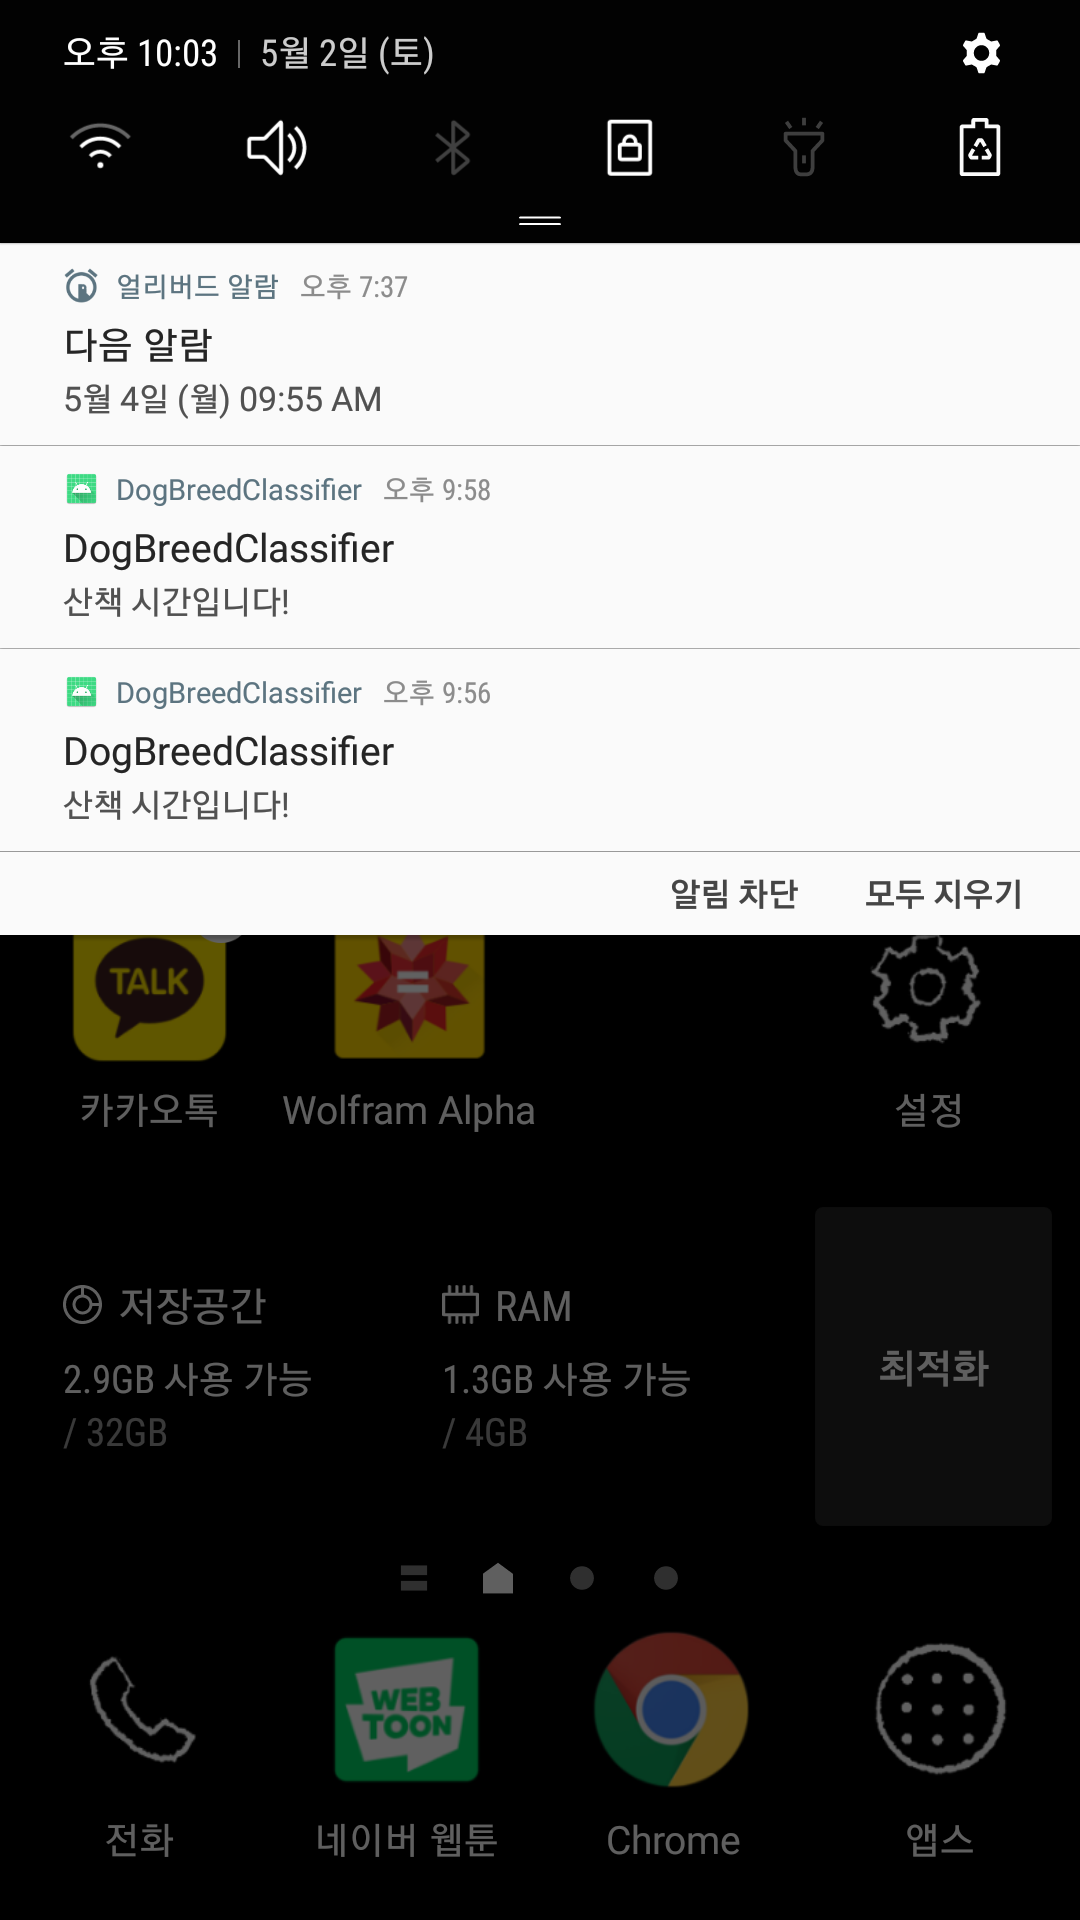 오후 10:03 | 5월 2일 (토)
얼리버드 알람 오후 7:37
다음 알람
5월 4일 (월) 09:55 AM
DogBreedClassifier 오후 9:58
DogBreedClassifier
산책 시간입니다!
DogBreedClassifier 오후 9:56
DogBreedClassifier
산책 시간입니다!
알림 차단 모두 지우기
TALK
카카오톡 Wolfram Alpha 설정
저장공간 RAM
2.9GB 사용 가능 1.3GB 사용 가능
/ 32GB / 4GB
최적화
WEB
TOON
전화 네이버 웹툰 Chrome 앱스